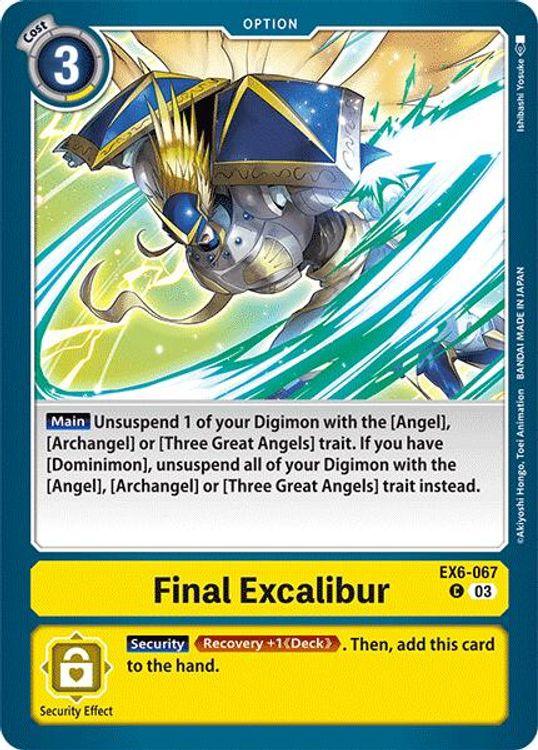 OPTION
Cost
3
Ishibashi Yosuke
©Akiyoshi Hongo, Toei Animation BANDAI MADE IN JAPAN
Main Unsuspend 1 of your Digimon with the [Angel],
[Archangel] or [Three Great Angels] trait. If you have
[Dominimon], unsuspend all of your Digimon with the
[Angel], [Archangel] or [Three Great Angels] trait instead.
Final Excalibur
EX6-067
C 03
Security Recovery +1《Deck》. Then, add this card
to the hand.
Security Effect